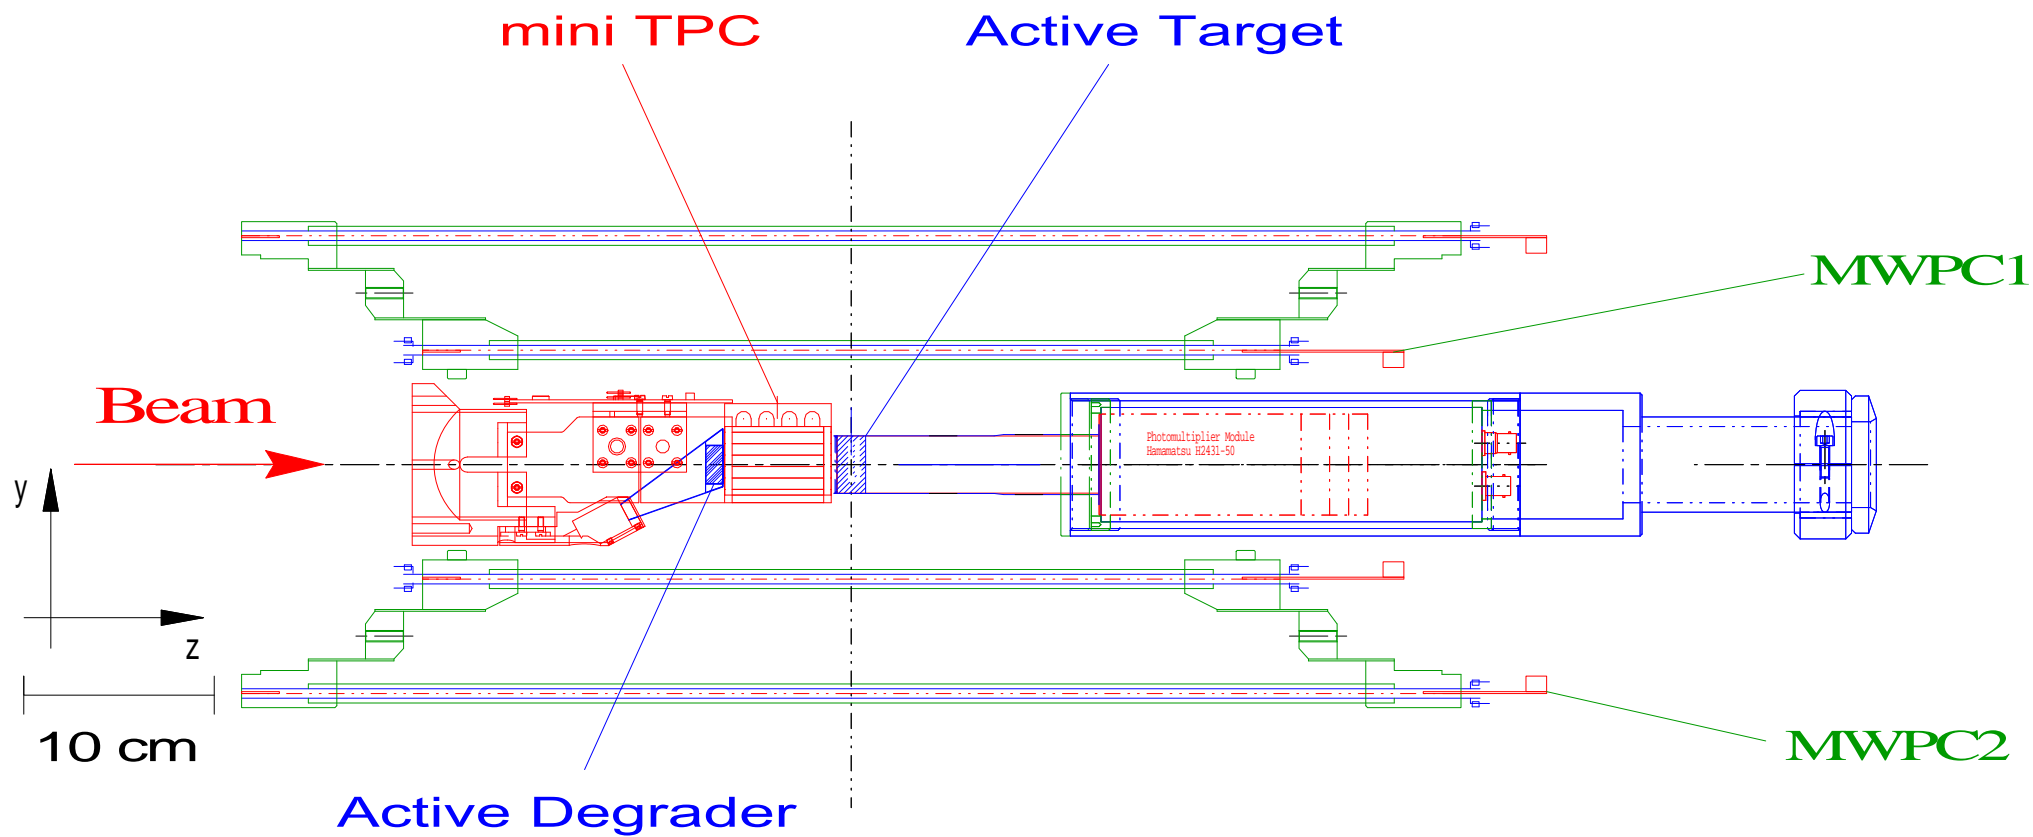 mini TPC
Active Target
MWPC1
Beam
Photomultiplier Module
Hamamatsu H2431-50
y
z
10 cm
MWPC2
Active Degrader